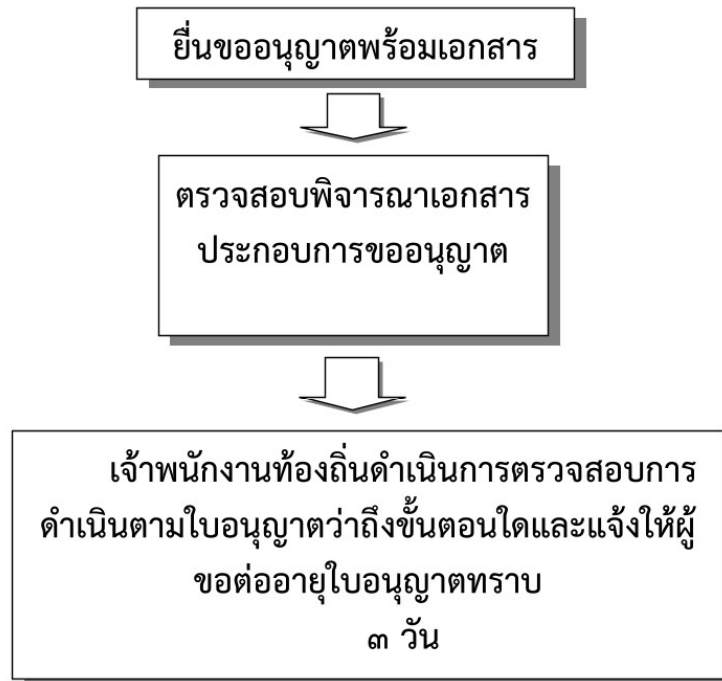 ยื่นขออนุญาตพร้อมเอกสาร
ตรวจสอบพิจารณาเอกสาร
ประกอบการขออนุญาต
เจ้าพนักงานท้องถิ่นดำเนินการตรวจสอบการ
ดำเนินตามใบอนุญาตว่าถึงขั้นตอนใดและแจ้งให้ผู้
ขอต่ออายุใบอนุญาตทราบ
๓ วัน